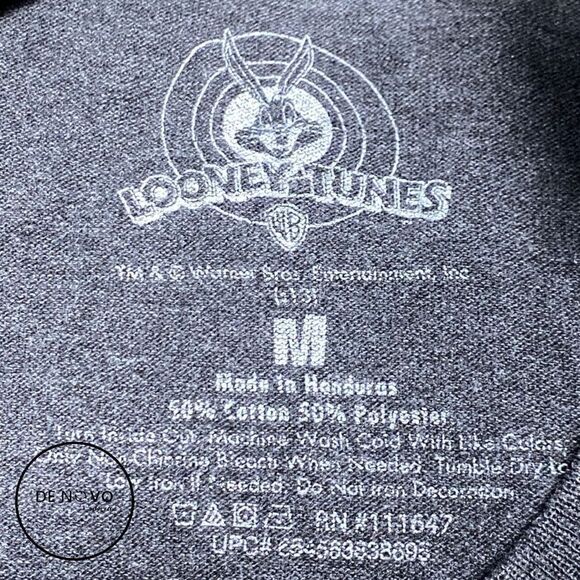 LOONEY TUNES
WB
TM & © Warner Bros. Entertainment, Inc.
(s13)
M
Made in Honduras
50% Cotton 50% Polyester
Turn Inside Out. Machine Wash Cold With Like Colors
Only Non-Chlorine Bleach When Needed. Tumble Dry
Low Iron If Needed. Do Not Iron Decoration.
RN #111647
UPC#
DE NOVO